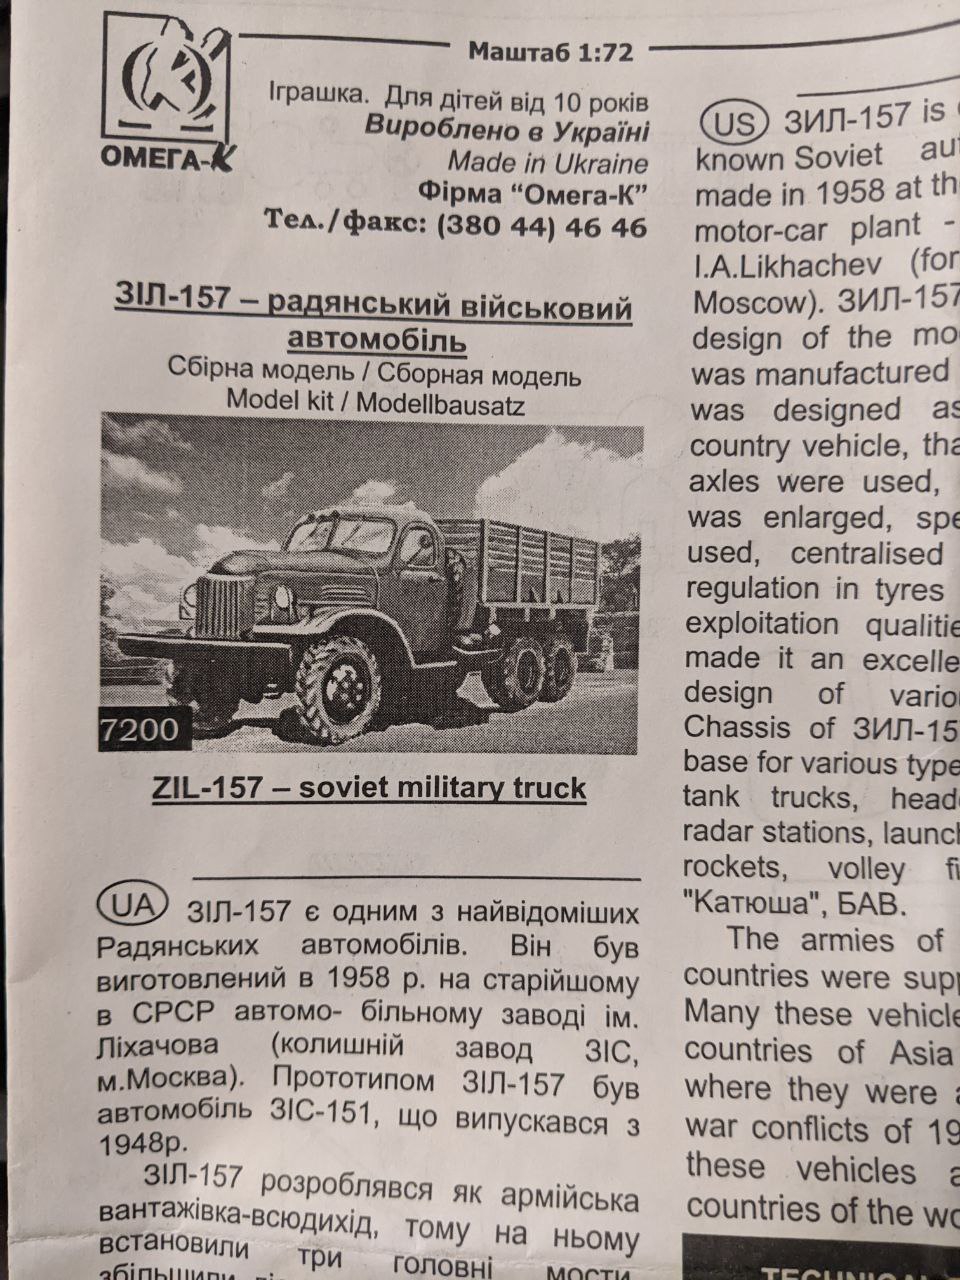 ОМЕГА-К
Маштаб 1:72
Іграшка. Для дітей від 10 років
Вироблено в Україні
Made in Ukraine
Фірма “Омега-К”
Тел./факс: (380 44) 46 46
ЗІЛ-157 – радянський військовий
автомобіль
Сбірна модель / Сборная модель
Model kit / Modellbausatz
7200
ZIL-157 – soviet military truck
UA ЗІЛ-157 є одним з найвідоміших
Радянських автомобілів. Він був
виготовлений в 1958 р. на старійшому
в СРСР автомо- більному заводі ім.
Ліхачова (колишній завод ЗІС,
м.Москва). Прототипом ЗІЛ-157 був
автомобіль ЗІС-151, що випускався з
1948р.
ЗІЛ-157 розроблявся як армійська
вантажівка-всюдихід, тому на ньому
встановили три головні мости,
US ЗИЛ-157 is
known Soviet
made in 1958 at
motor-car plant -
I.A.Likhachev
Moscow). ЗИЛ-157
design of the
was manufactured
was designed
country vehicle,
axles were used,
was enlarged,
used, centralised
regulation in tyres
exploitation
made it an
design of
Chassis of
base for various
tank trucks,
radar stations,
rockets, volley
"Катюша", БАВ.
The armies of
countries were
Many these
countries of Asia
where they were
war conflicts of
these vehicles
countries of the